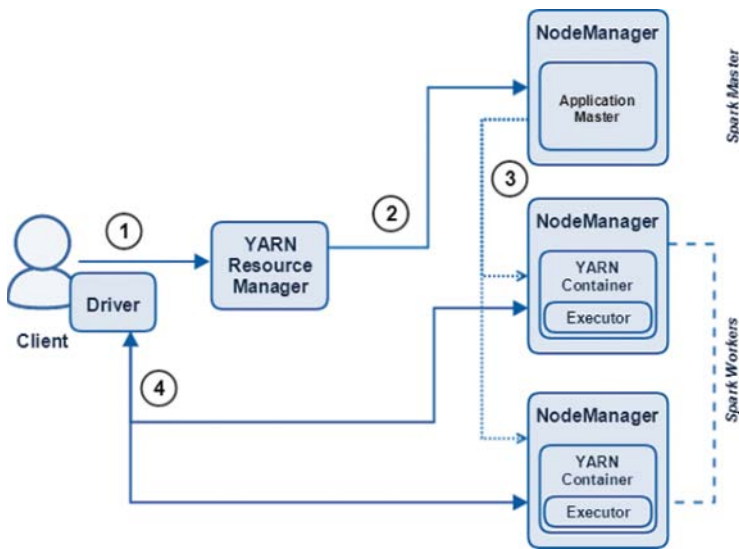 NodeManager
Application
Master
Spark Master
3
1
2
YARN
Resource
Manager
Driver
Client
NodeManager
YARN
Container
Executor
Spark Workers
4
NodeManager
YARN
Container
Executor